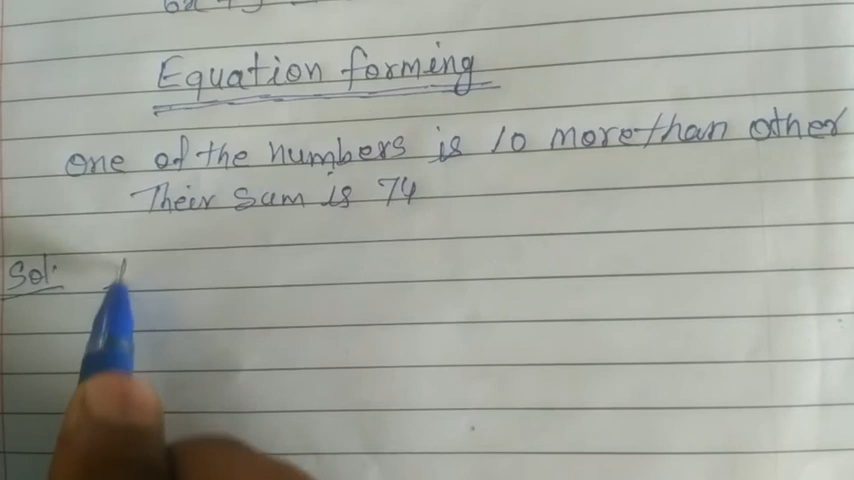 Equation forming
One of the numbers is 10 more than other
Their sum is 74
Sol: